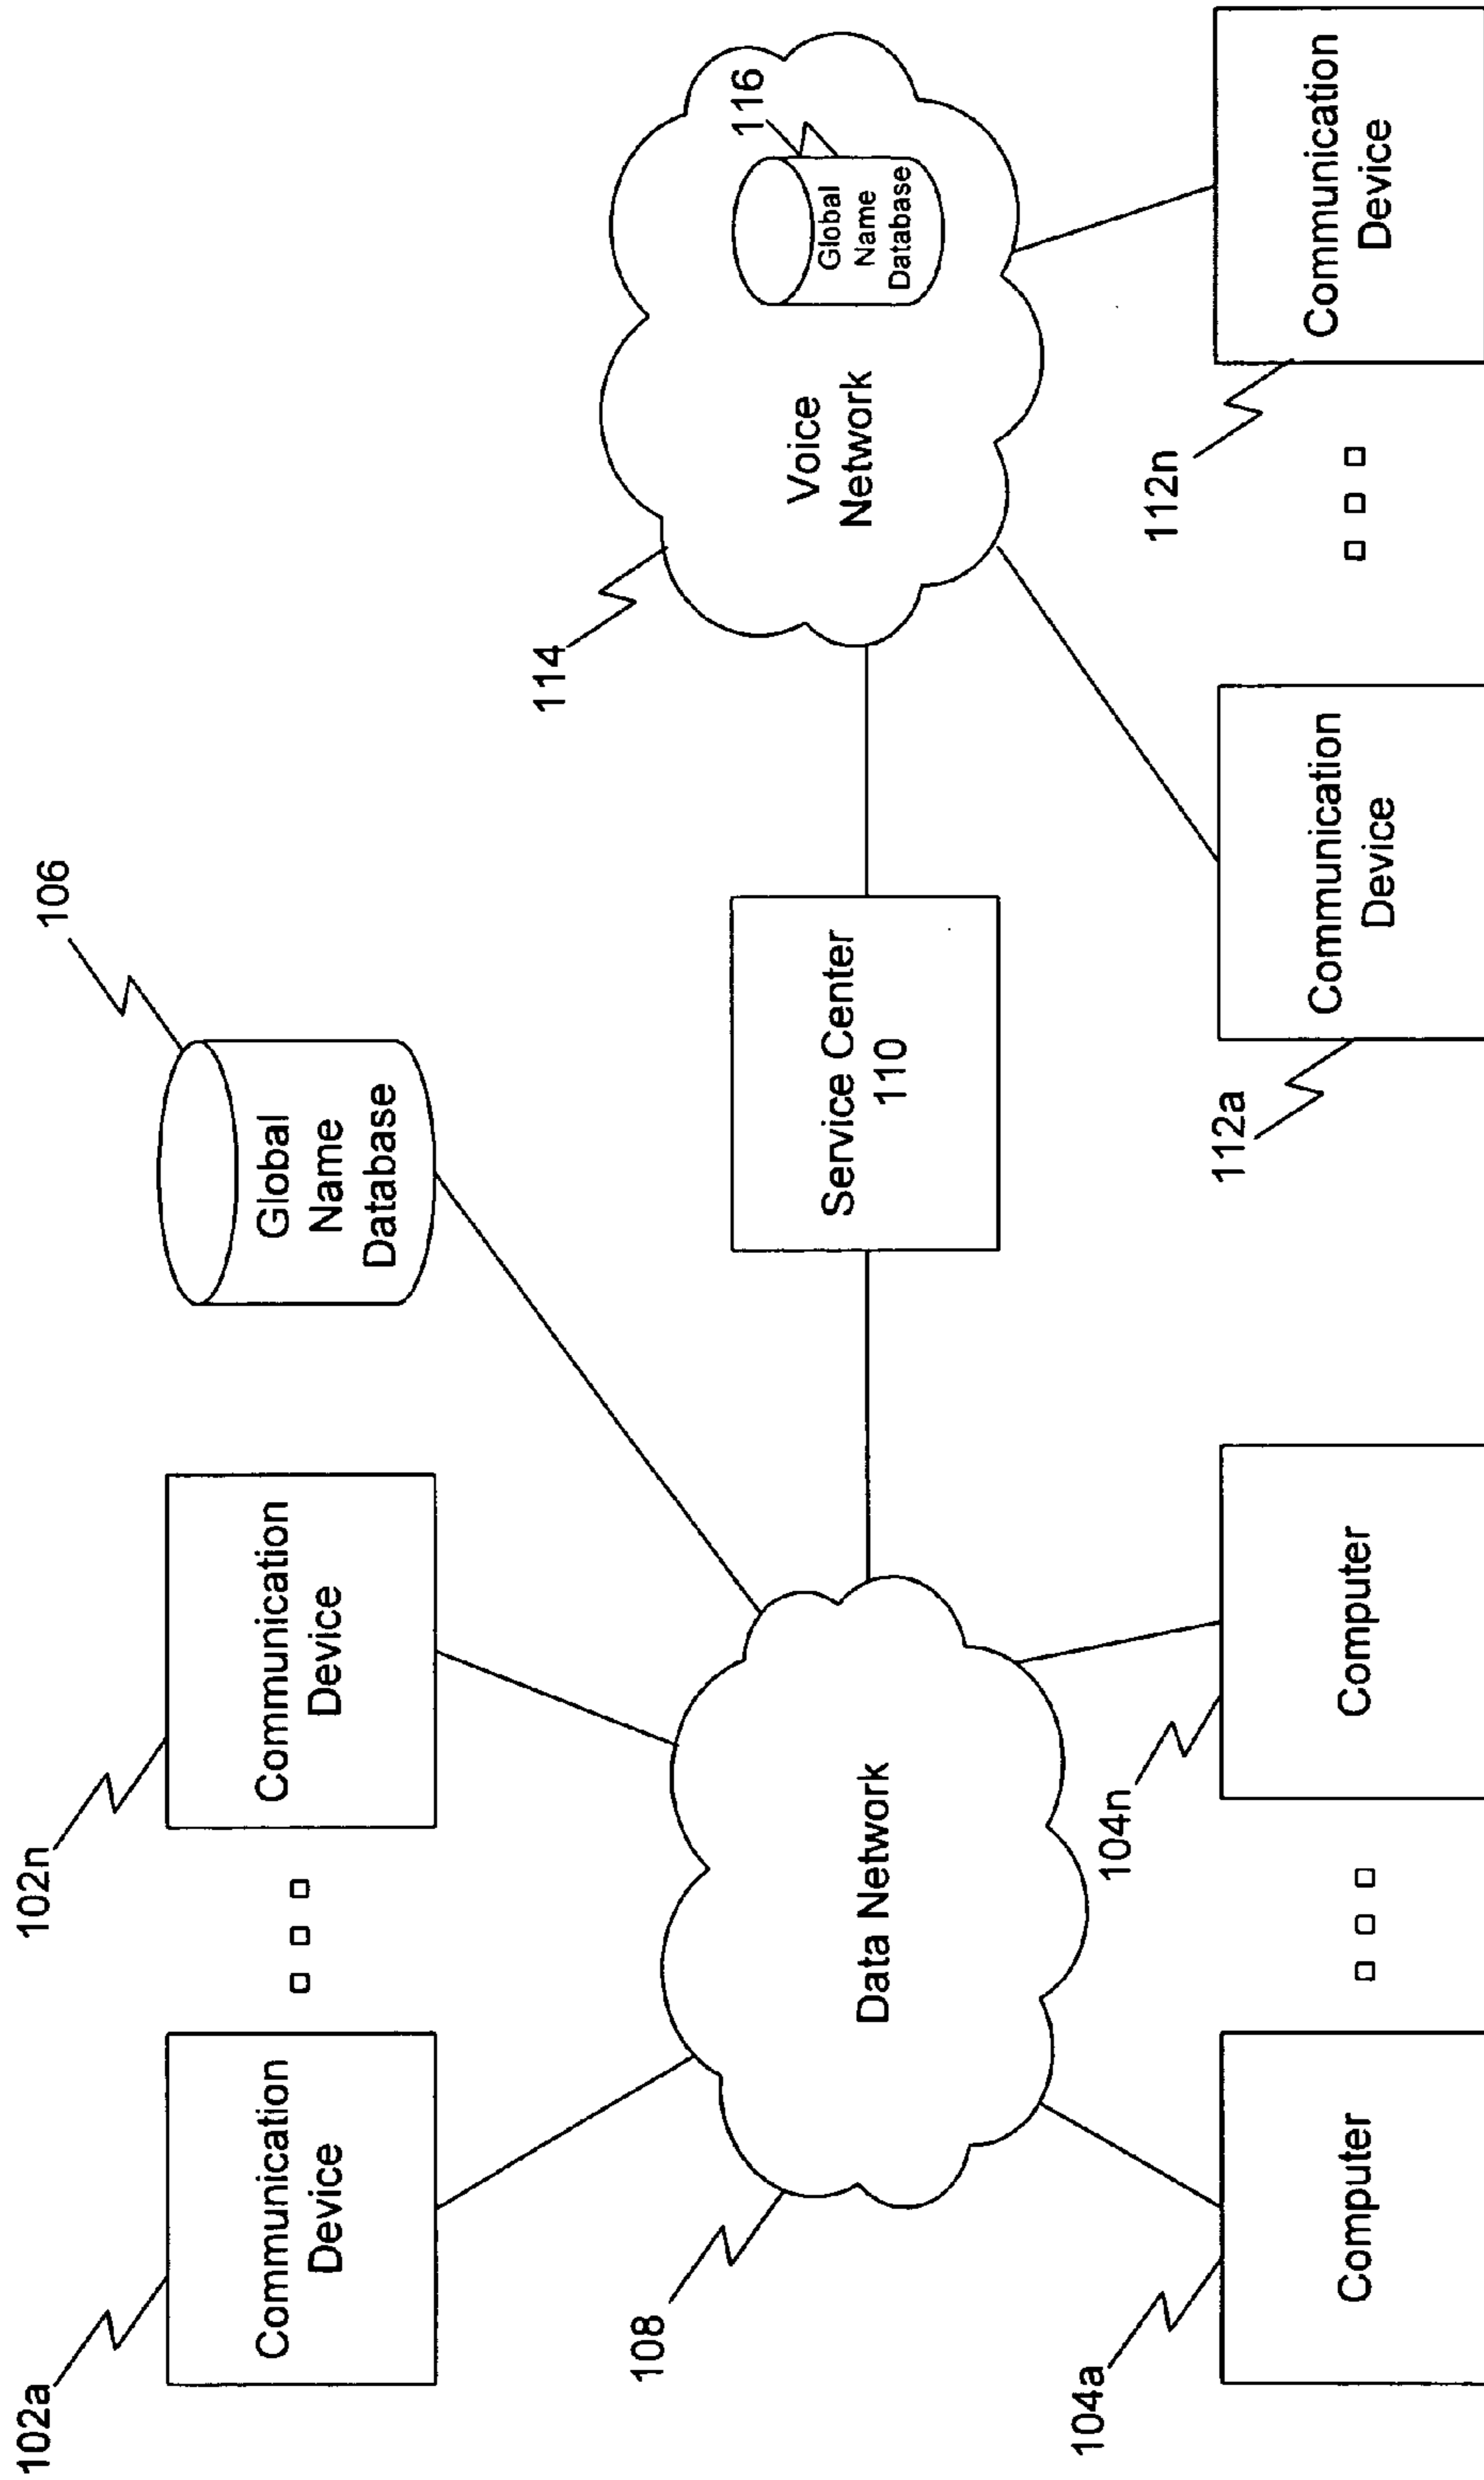 102a
102n
106
Communication
Device
Communication
Device
Global
Name
Database
108
Data Network
Service Center
110
114
Voice
Network
116
Global
Name
Database
104a
104n
112a
112n
Computer
Computer
Communication
Device
Communication
Device